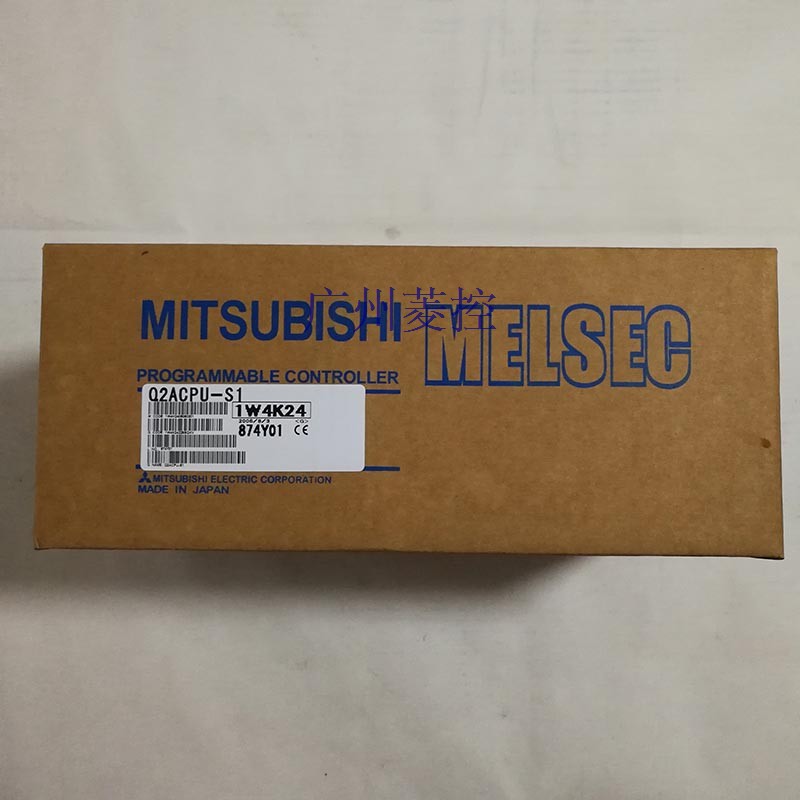 广州菱控
MITSUBISHI MELSEC
PROGRAMMABLE CONTROLLER
Q2ACPU-S1
1W4K24
874Y01 CE
MITSUBISHI ELECTRIC CORPORATION
MADE IN JAPAN